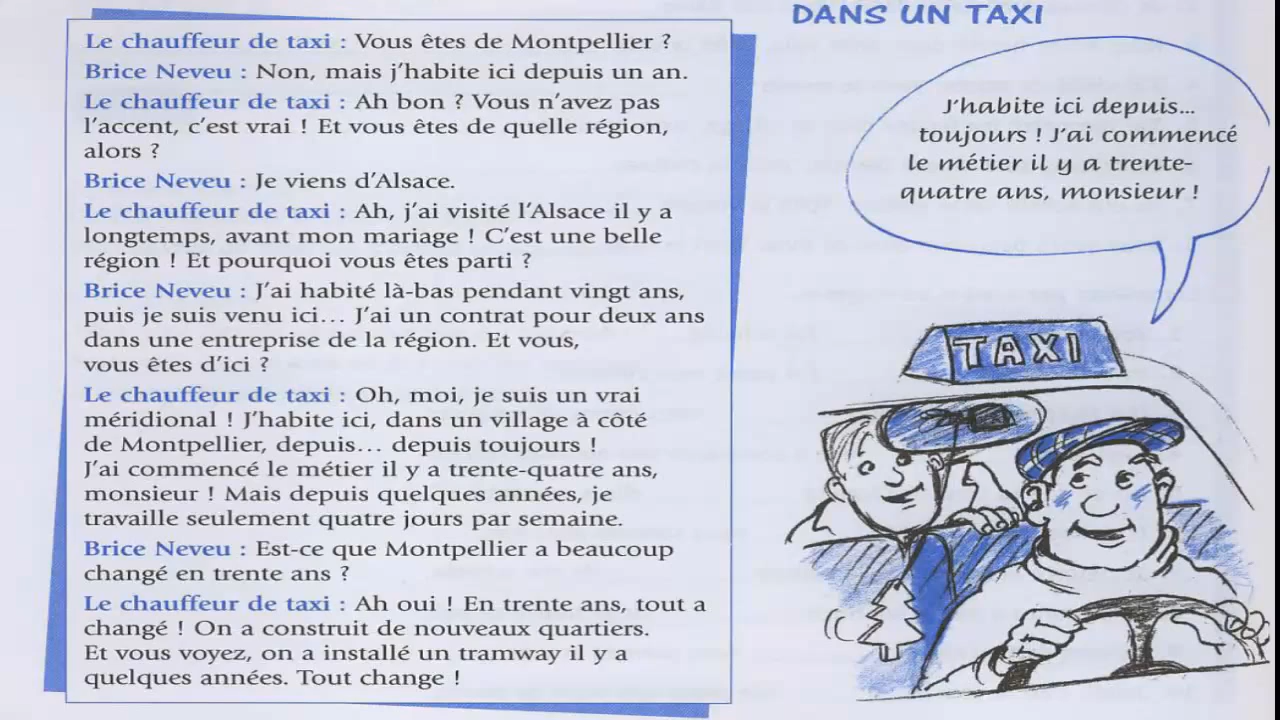 DANS UN TAXI
Le chauffeur de taxi : Vous êtes de Montpellier ?
Brice Neveu : Non, mais j'habite ici depuis un an.
Le chauffeur de taxi : Ah bon ? Vous n'avez pas
l'accent, c'est vrai ! Et vous êtes de quelle région,
alors ?
Brice Neveu : Je viens d'Alsace.
Le chauffeur de taxi : Ah, j'ai visité l'Alsace il y a
longtemps, avant mon mariage ! C'est une belle
région ! Et pourquoi vous êtes parti ?
Brice Neveu : J'ai habité là-bas pendant vingt ans,
puis je suis venu ici... J'ai un contrat pour deux ans
dans une entreprise de la région. Et vous,
vous êtes d'ici ?
Le chauffeur de taxi : Oh, moi, je suis un vrai
méridional ! J'habite ici, dans un village à côté
de Montpellier, depuis... depuis toujours !
J'ai commencé le métier il y a trente-quatre ans,
monsieur ! Mais depuis quelques années, je
travaille seulement quatre jours par semaine.
Brice Neveu : Est-ce que Montpellier a beaucoup
changé en trente ans ?
Le chauffeur de taxi : Ah oui ! En trente ans, tout a
changé ! On a construit de nouveaux quartiers.
Et vous voyez, on a installé un tramway il y a
quelques années. Tout change !
J'habite ici depuis...
toujours ! J'ai commencé
le métier il y a trente-
quatre ans, monsieur !
TAXI